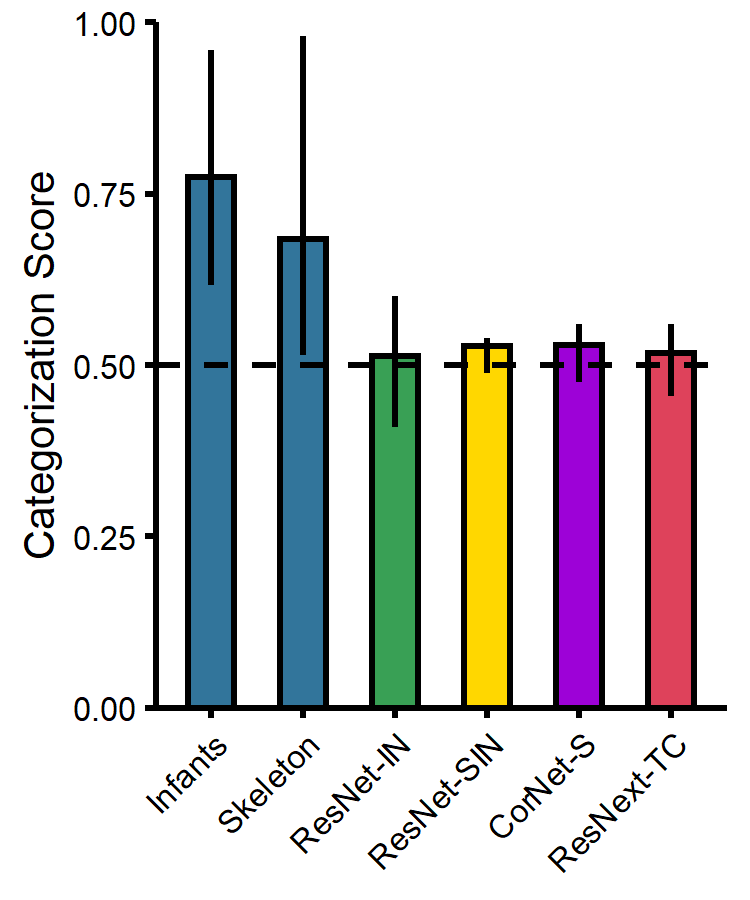 Categorization Score
1.00
0.75
0.50
0.25
0.00
Infants
Skeleton
ResNet-IN
ResNet-SIN
CorNet-S
ResNext-TC